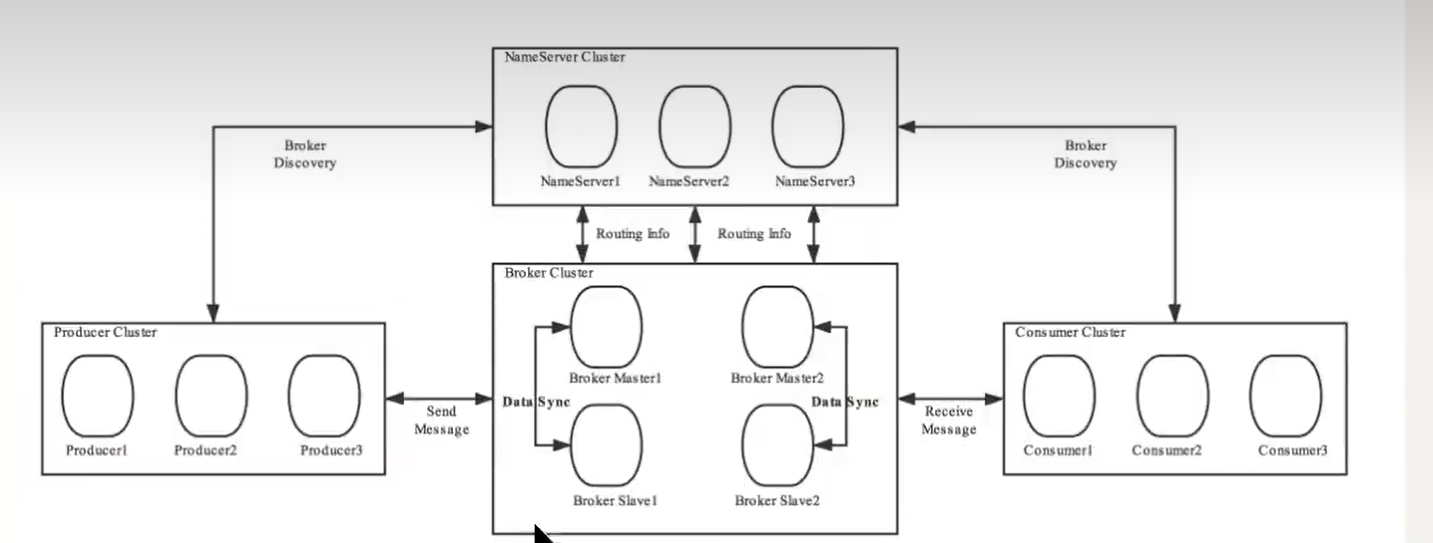 NameServer Cluster
NameServer1
NameServer2
NameServer3
Broker
Discovery
Broker
Discovery
Routing Info
Routing Info
Producer Cluster
Producer1
Producer2
Producer3
Send
Message
Broker Cluster
Broker Master1
Broker Master2
Data Sync
Data Sync
Broker Slave1
Broker Slave2
Receive
Message
Consumer Cluster
Consumer1
Consumer2
Consumer3